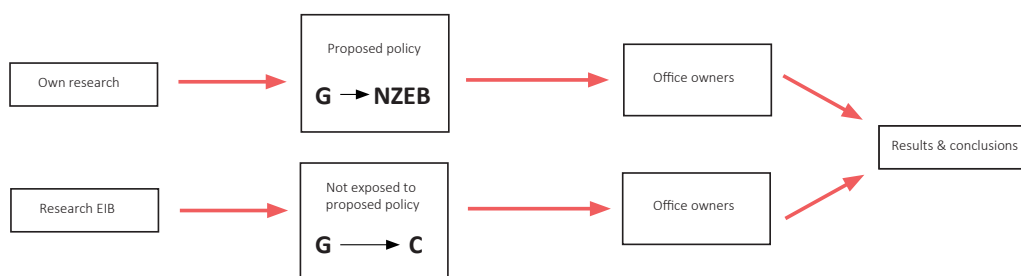 Own research
Proposed policy
G NZEB
Office owners
Results & conclusions
Research EIB
Not exposed to
proposed policy
G C
Office owners